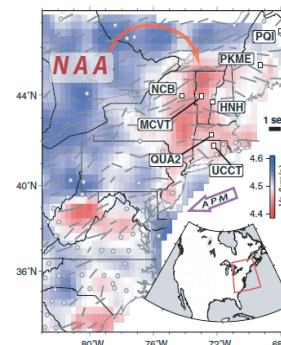 PQI
NAA
PKME
44°N
NCB
1 se
HNH
MCVT
QUA2
4.6
UCCT
4.5
40°N
4.4
APM
36°N
80°W
76°W
72°W
68°